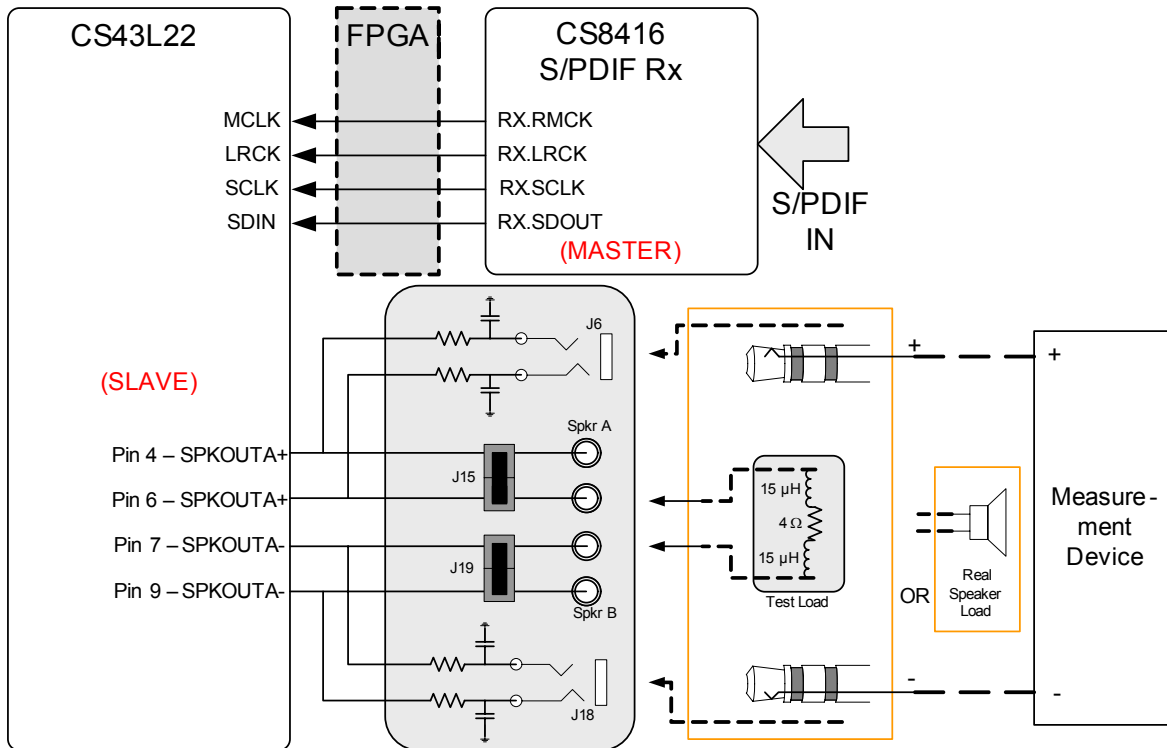 CS43L22
FPGA
CS8416
S/PDIF Rx
MCLK
RX.RMCK
LRCK
RX.LRCK
SCLK
RX.SCLK
SDIN
RX.SDOUT
(MASTER)
S/PDIF
IN
(SLAVE)
J6
+
+
Pin 4 – SPKOUTA+
Spkr A
J15
Pin 6 – SPKOUTA+
15 µH
4 Ω
15 µH
Test Load
Pin 7 – SPKOUTA-
J19
Pin 9 – SPKOUTA-
Spkr B
OR
Real
Speaker
Load
Measure-
ment
Device
J18
-
-